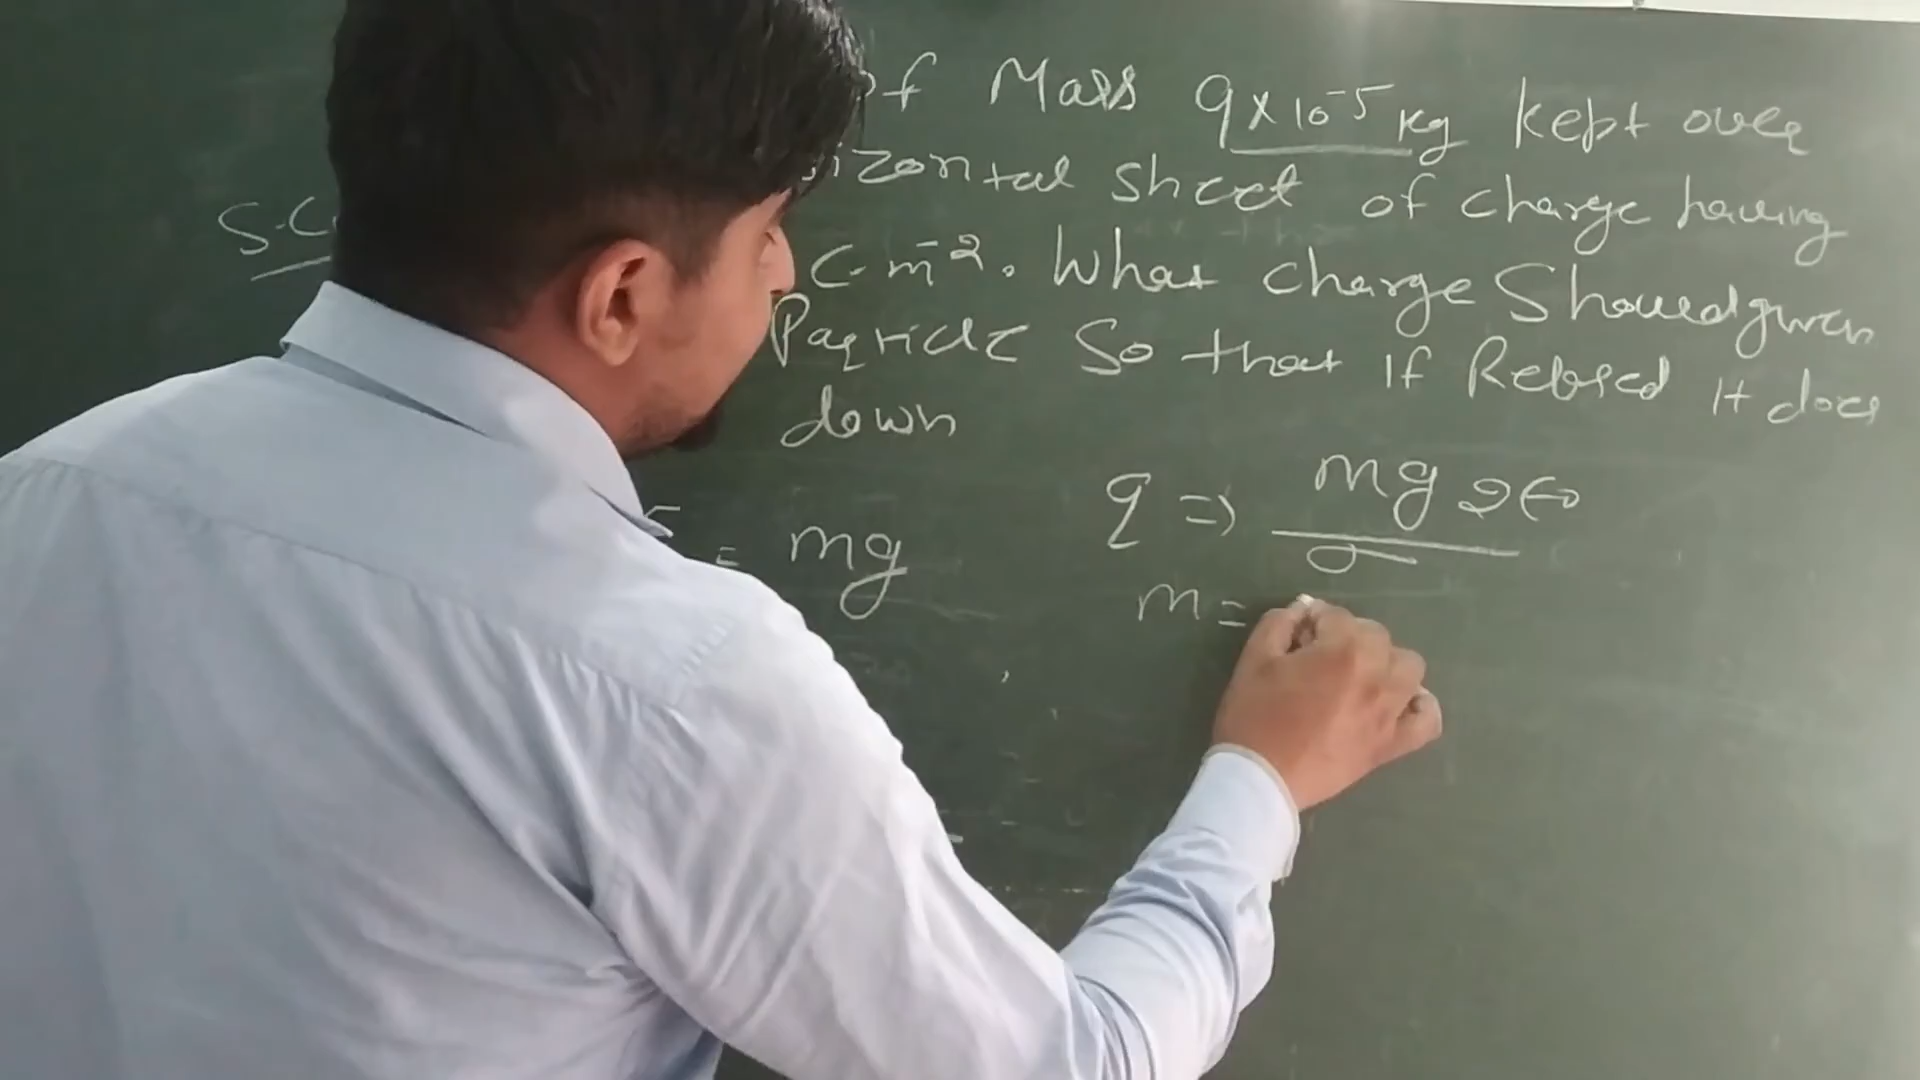 of Mass 9×10⁻⁵ Kg kept over
izontal sheet of charge having
S.C
C-m⁻². What charge Should given
Particle So that if Relased it does
down
= mg
q => mg 2ϵ₀ / σ
m =